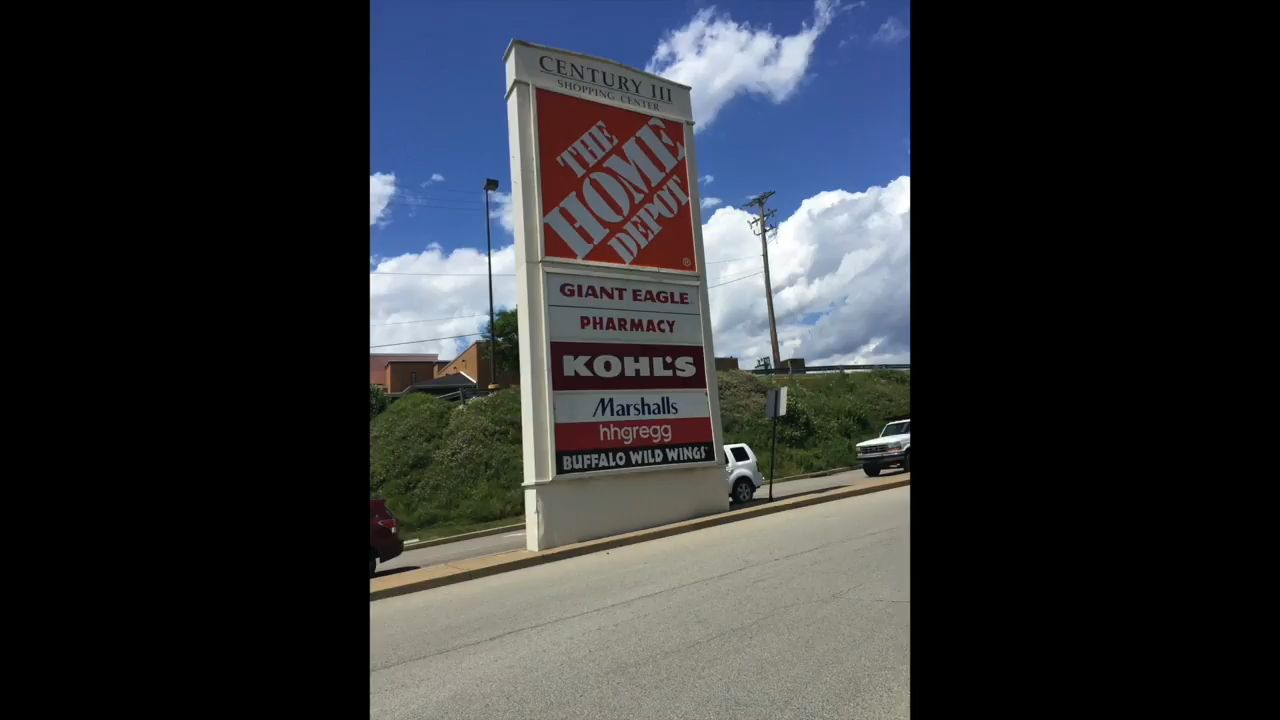 CENTURY III
SHOPPING CENTER
THE
HOME
DEPOT
®
GIANT EAGLE
PHARMACY
KOHL'S
Marshalls
hhgregg
BUFFALO WILD WINGS